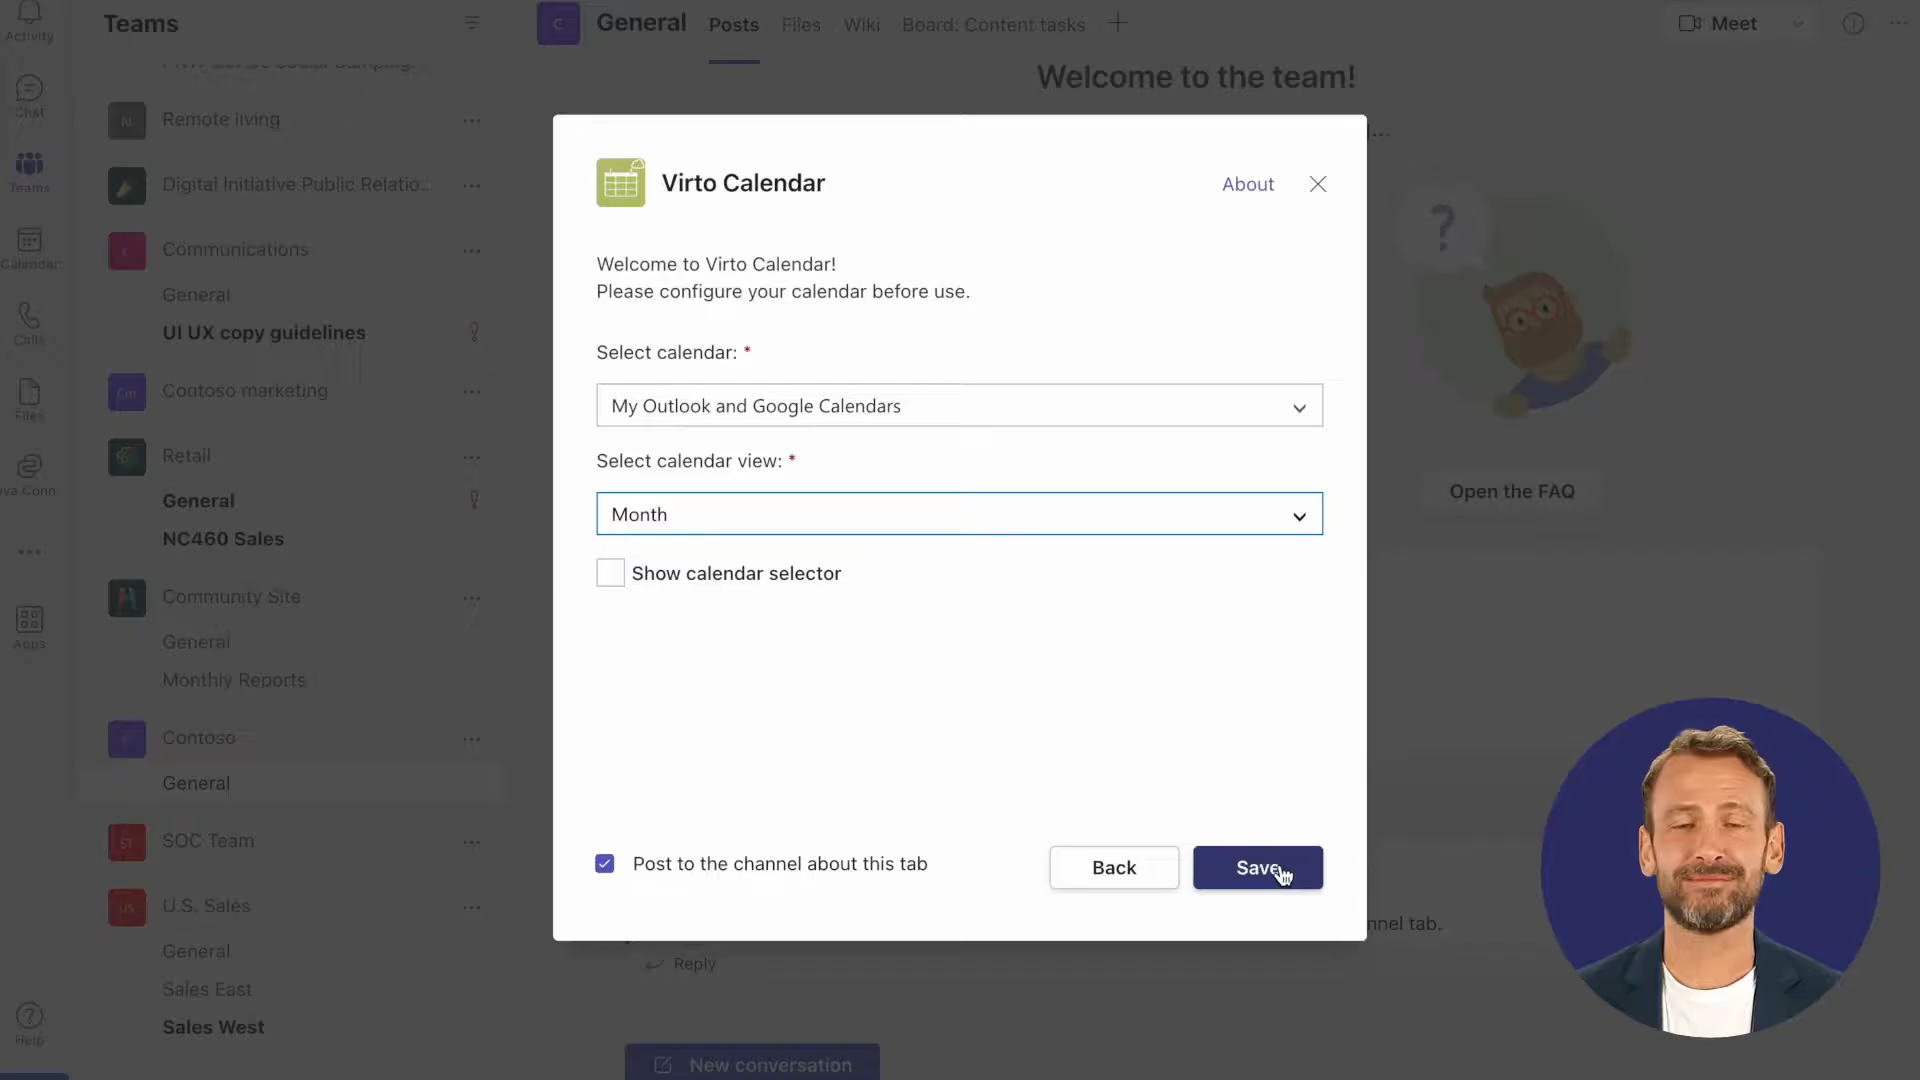 Activity
Chat
Teams
Calendar
Calls
Files
Apps
Help
Teams
Remote living
Digital Initiative Public Relatio...
Communications
General
UI UX copy guidelines
Cm
Contoso marketing
Retail
General
NC460 Sales
Community Site
General
Monthly Reports
Contoso
General
ST
SOC Team
US
U.S. Sales
General
Sales East
Sales West
C
General
Posts
Files
Wiki
Board: Content tasks
Meet
Welcome to the team!
Virto Calendar
About
Welcome to Virto Calendar!
Please configure your calendar before use.
Select calendar: *
My Outlook and Google Calendars
Select calendar view: *
Month
Show calendar selector
Post to the channel about this tab
Back
Save
?
Open the FAQ
nnel tab.
Reply
New conversation